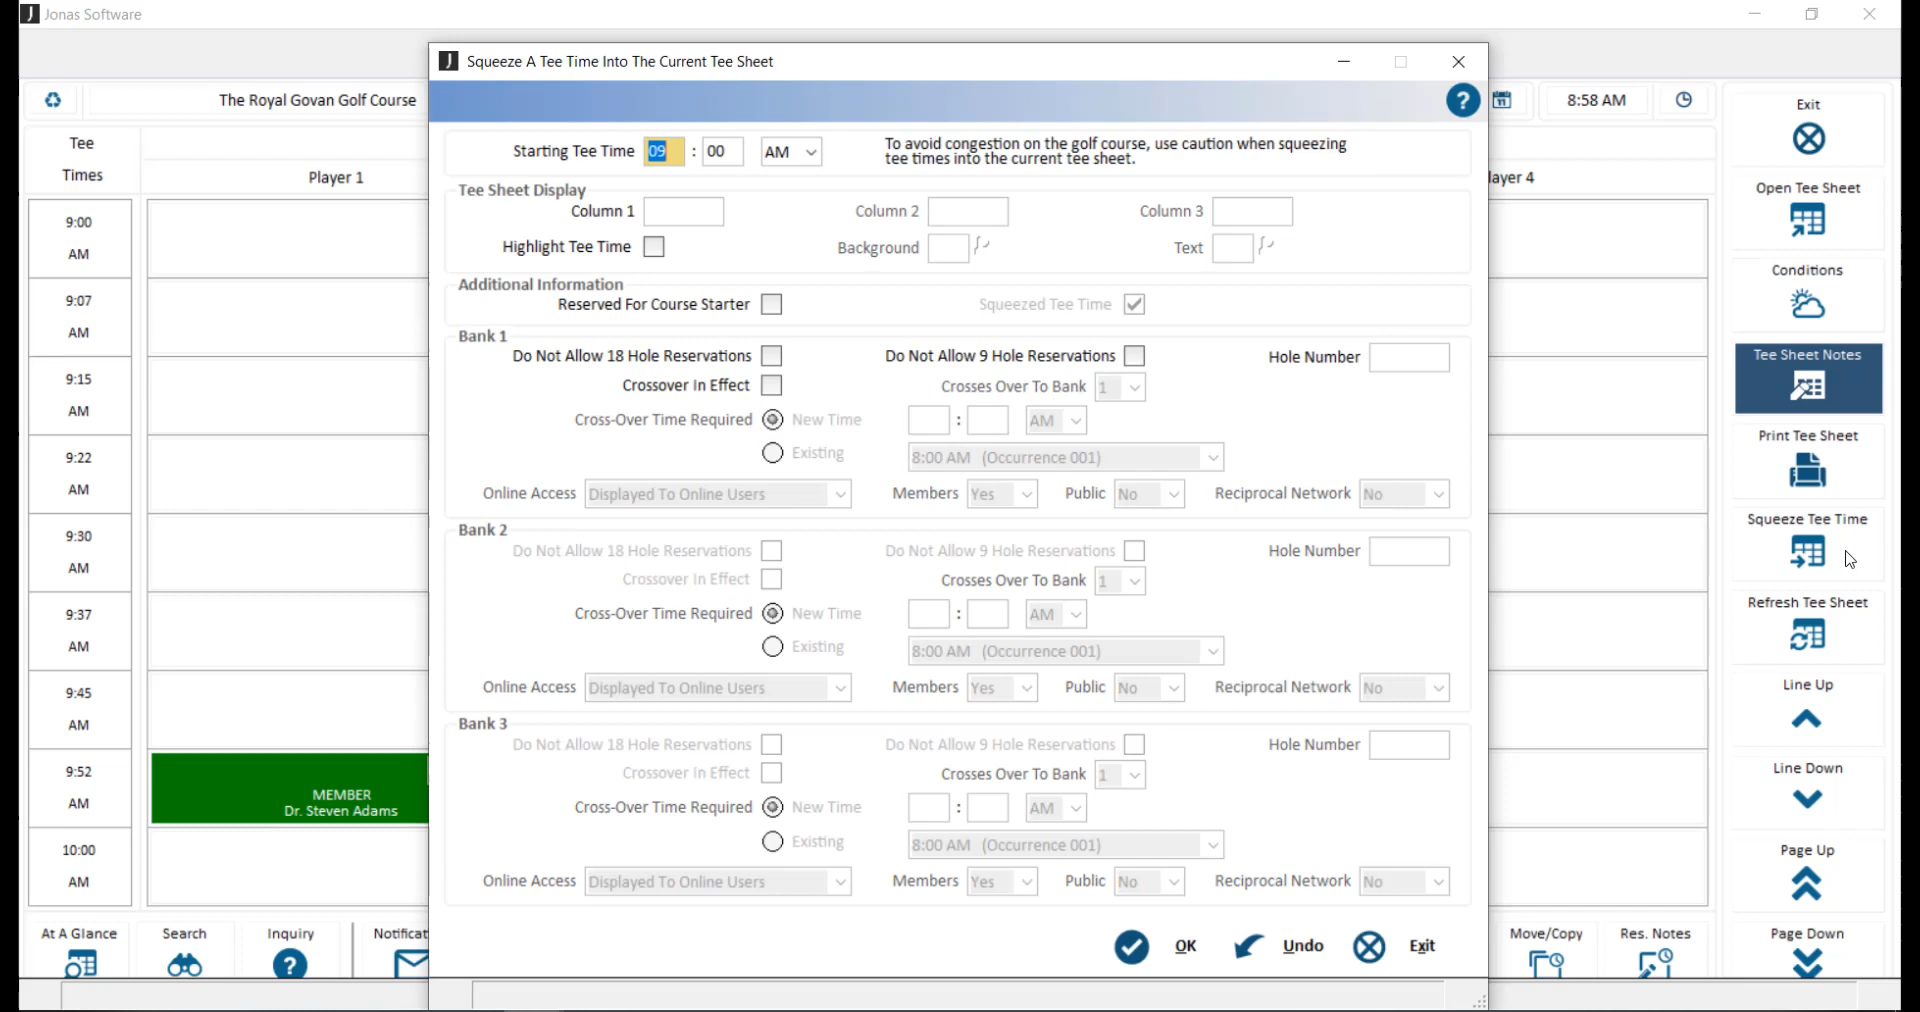 Jonas Software
Squeeze A Tee Time Into The Current Tee Sheet
The Royal Govan Golf Course
?
11
8:58 AM
Exit
Tee
Times
Player 1
layer 4
Starting Tee Time 09 : 00 AM
To avoid congestion on the golf course, use caution when squeezing
tee times into the current tee sheet.
Tee Sheet Display
Column 1
Column 2
Column 3
Highlight Tee Time
Background
Text
Additional Information
Reserved For Course Starter
Squeezed Tee Time
Bank 1
Do Not Allow 18 Hole Reservations
Do Not Allow 9 Hole Reservations
Hole Number
Crossover In Effect
Crosses Over To Bank 1
Cross-Over Time Required New Time : AM
Existing 8:00 AM (Occurrence 001)
Online Access Displayed To Online Users Members Yes Public No Reciprocal Network No
Bank 2
Do Not Allow 18 Hole Reservations
Do Not Allow 9 Hole Reservations
Hole Number
Crossover In Effect
Crosses Over To Bank 1
Cross-Over Time Required New Time : AM
Existing 8:00 AM (Occurrence 001)
Online Access Displayed To Online Users Members Yes Public No Reciprocal Network No
Bank 3
Do Not Allow 18 Hole Reservations
Do Not Allow 9 Hole Reservations
Hole Number
Crossover In Effect
Crosses Over To Bank 1
Cross-Over Time Required New Time : AM
Existing 8:00 AM (Occurrence 001)
Online Access Displayed To Online Users Members Yes Public No Reciprocal Network No
OK
Undo
Exit
9:00
AM
9:07
AM
9:15
AM
9:22
AM
9:30
AM
9:37
AM
9:45
AM
9:52
AM
MEMBER
Dr. Steven Adams
10:00
AM
Open Tee Sheet
Conditions
Tee Sheet Notes
Print Tee Sheet
Squeeze Tee Time
Refresh Tee Sheet
Line Up
Line Down
Page Up
Page Down
At A Glance
Search
Inquiry
?
Notificat
Move/Copy
Res. Notes